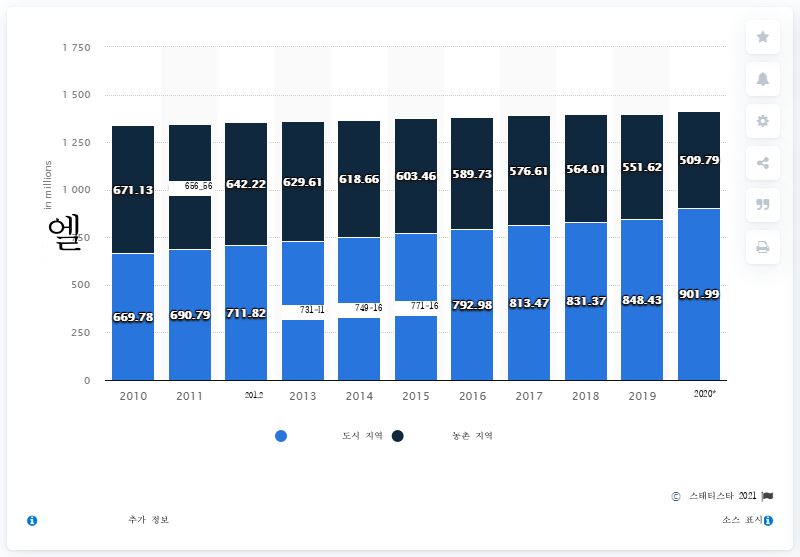 1 750
1 500
1 250
1 000
750
500
250
0
in millions
엘
671.13 656-56 642.22 629.61 618.66 603.46 589.73 576.61 564.01 551.62 509.79
669.78 690.79 711.82 731-11 749-16 771-16 792.98 813.47 831.37 848.43 901.99
2010 2011 2012 2013 2014 2015 2016 2017 2018 2019 2020*
도시 지역 농촌 지역
© 스태티스타 2021
추가 정보 소스 표시